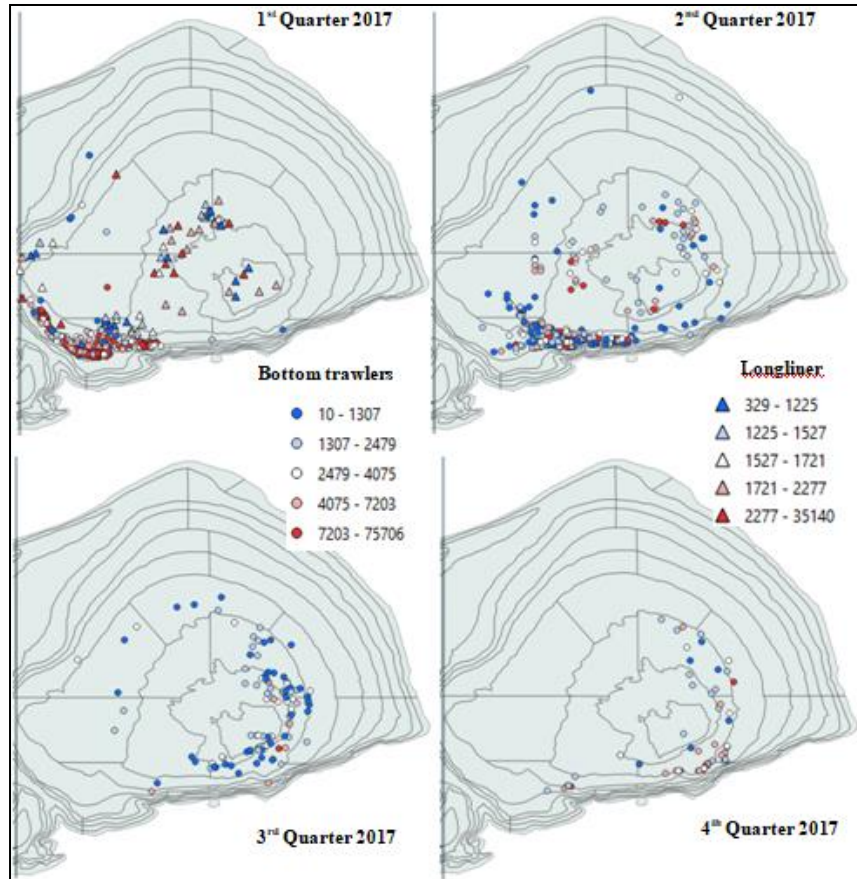 1st Quarter 2017
2nd Quarter 2017
Bottom trawlers
10 - 1307
1307 - 2479
2479 - 4075
4075 - 7203
7203 - 75706
Longliner
329 - 1225
1225 - 1527
1527 - 1721
1721 - 2277
2277 - 35140
3rd Quarter 2017
4th Quarter 2017